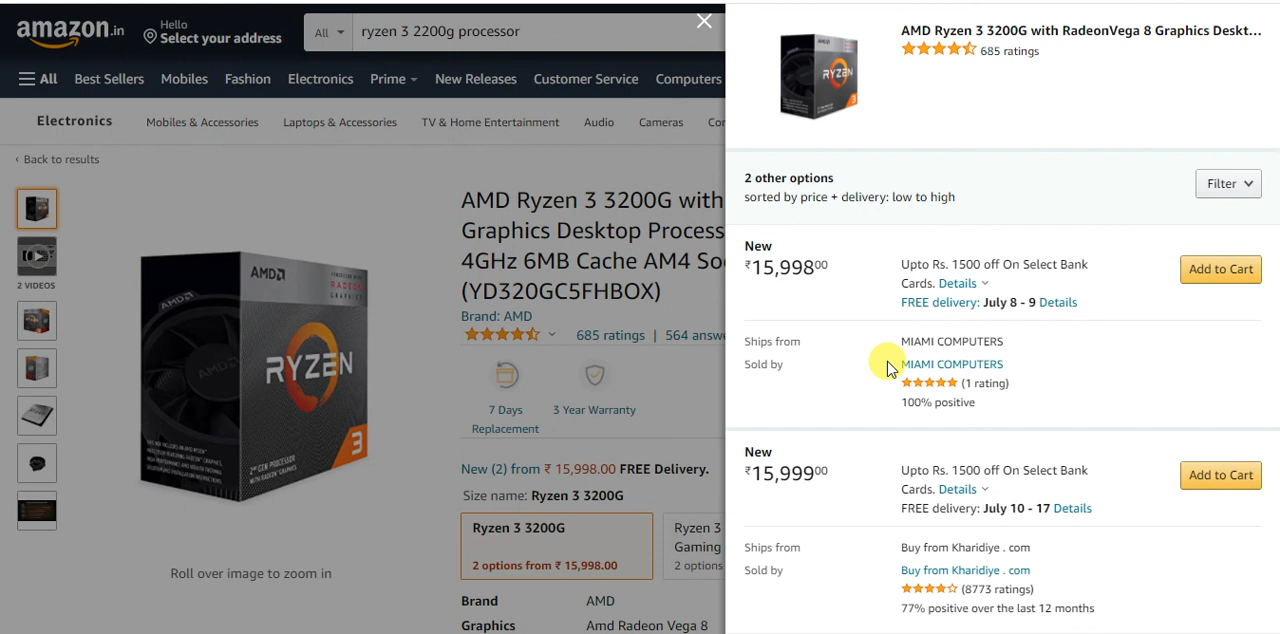 amazon.in
Hello
Select your address
All
ryzen 3 2200g processor
All
Best Sellers
Mobiles
Fashion
Electronics
Prime
New Releases
Customer Service
Computers
Electronics
Mobiles & Accessories
Laptops & Accessories
TV & Home Entertainment
Audio
Cameras
‹ Back to results
2 VIDEOS
AMD
AMD
RADEON
RYZEN
3
Roll over image to zoom in
AMD Ryzen 3 3200G with
Graphics Desktop
4GHz 6MB Cache AM4
(YD320GC5FHBOX)
Brand: AMD
685 ratings | 564
7 Days
Replacement
3 Year Warranty
New (2) from ₹ 15,998.00 FREE Delivery.
Size name: Ryzen 3 3200G
Ryzen 3 3200G
2 options from ₹ 15,998.00
Ryzen 3
Gaming
2 options
Brand AMD
Graphics Amd Radeon Vega 8
AMD Ryzen 3 3200G with RadeonVega 8 Graphics Deskt...
685 ratings
RYZEN
2 other options
sorted by price + delivery: low to high
Filter
New
₹15,99800
Upto Rs. 1500 off On Select Bank
Cards. Details
FREE delivery: July 8 - 9 Details
Add to Cart
Ships from MIAMI COMPUTERS
Sold by MIAMI COMPUTERS
(1 rating)
100% positive
New
₹15,99900
Upto Rs. 1500 off On Select Bank
Cards. Details
FREE delivery: July 10 - 17 Details
Add to Cart
Ships from Buy from Kharidiye . com
Sold by Buy from Kharidiye . com
(8773 ratings)
77% positive over the last 12 months